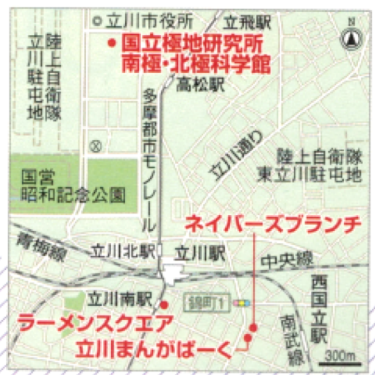 立川市役所
立飛駅
N
国立極地研究所
南極・北極科学館
高松駅
陸上自衛隊
立川駐屯地
多摩都市モノレール
立川通り
陸上自衛隊
東立川駐屯地
国営
昭和記念公園
ネイバーズブランチ
青梅線
立川北駅
立川駅
中央線
立川南駅
錦町1
西国立駅
ラーメンスクエア
立川まんがぱーく
南武線
300m